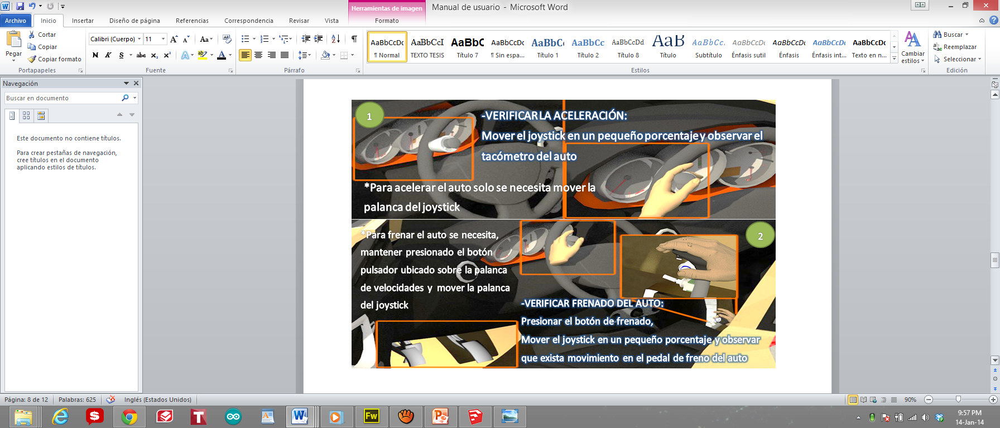 Herramientas de imagen
Manual de usuario - Microsoft Word
Archivo Inicio Insertar Diseño de página Referencias Correspondencia Revisar Vista Formato
Pegar
Cortar
Copiar
Copiar formato
Portapapeles
Calibri (Cuerpo) 11
N K S abc x₂ x²
Fuente
Párrafo
AaBbCcDc AaBbCcI AaBbC AaBbCcDc AaBbC AaBbCc AaBbCcDd AaB AaBbCc. AaBbCcDc AaBbCcDc AaBbCcDc AaBbCcDc
¶ Normal TEXTO TESIS Título 7 ¶ Sin espa... Título 1 Título 2 Título 8 Título Subtítulo Énfasis sutil Énfasis Énfasis int... Texto en n...
Estilos
Cambiar
estilos
Buscar
Reemplazar
Seleccionar
Edición
Navegación
Buscar en documento
Este documento no contiene títulos.
Para crear pestañas de navegación,
cree títulos en el documento
aplicando estilos de títulos.
1
-VERIFICAR LA ACELERACIÓN:
Mover el joystick en un pequeño porcentaje y observar el
tacómetro del auto
*Para acelerar el auto solo se necesita mover la
palanca del joystick
2
*Para frenar el auto se necesita,
mantener presionado el botón
pulsador ubicado sobre la palanca
de velocidades y mover la palanca
del joystick
-VERIFICAR FRENADO DEL AUTO:
Presionar el botón de frenado,
Mover el joystick en un pequeño porcentaje y observar
que exista movimiento en el pedal de freno del auto
Página: 8 de 12 Palabras: 625 Inglés (Estados Unidos) 90%
9:57 PM
14-Jan-14